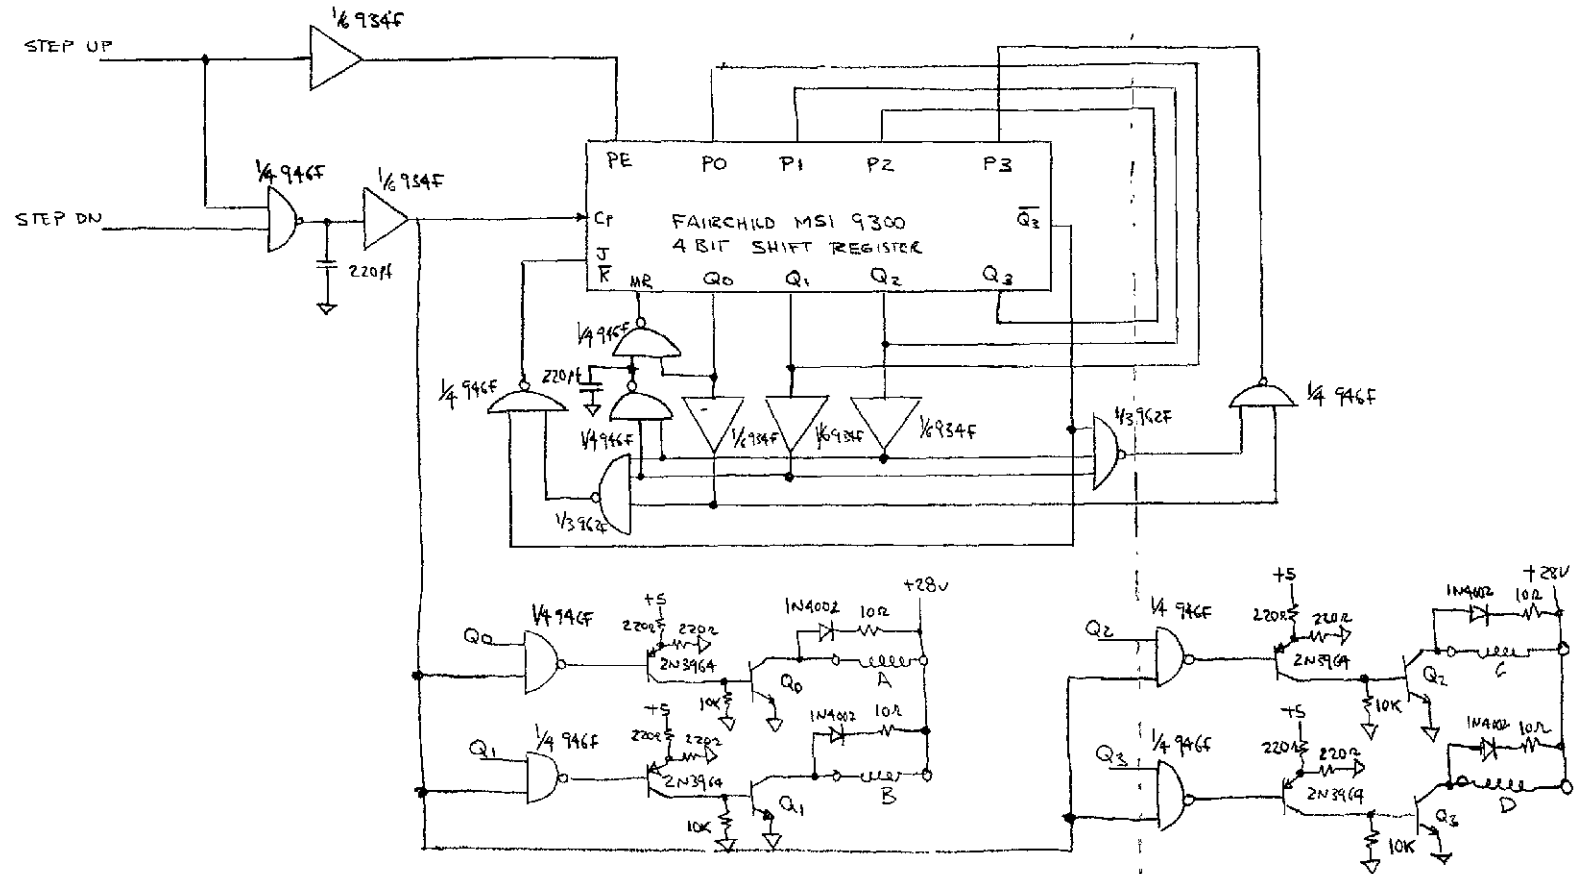 1/6 934F
STEP UP
1/4 946F
1/6 934F
STEP DN
220pf
PE P0 P1 P2 P3
CP
FAIRCHILD MSI 9300
4 BIT SHIFT REGISTER
Q̅3
J
K̅
MR Q0 Q1 Q2 Q3
1/4 946F
220pf
1/4 946F
1/4 946F
1/6 934F
1/6 934F
1/6 934F
1/3 962F
1/4 946F
1/3 962F
+28V
1/4 946F
Q0
+5
220Ω
220Ω
2N3964
10K
Q0
1N4002
10Ω
A
1/4 946F
Q1
+5
220Ω
220Ω
2N3964
10K
Q1
1N4002
10Ω
B
+28V
1/4 946F
Q2
+5
220Ω
220Ω
2N3964
10K
Q2
1N4002
10Ω
C
1/4 946F
Q3
+5
220Ω
220Ω
2N3964
10K
Q3
1N4002
10Ω
D